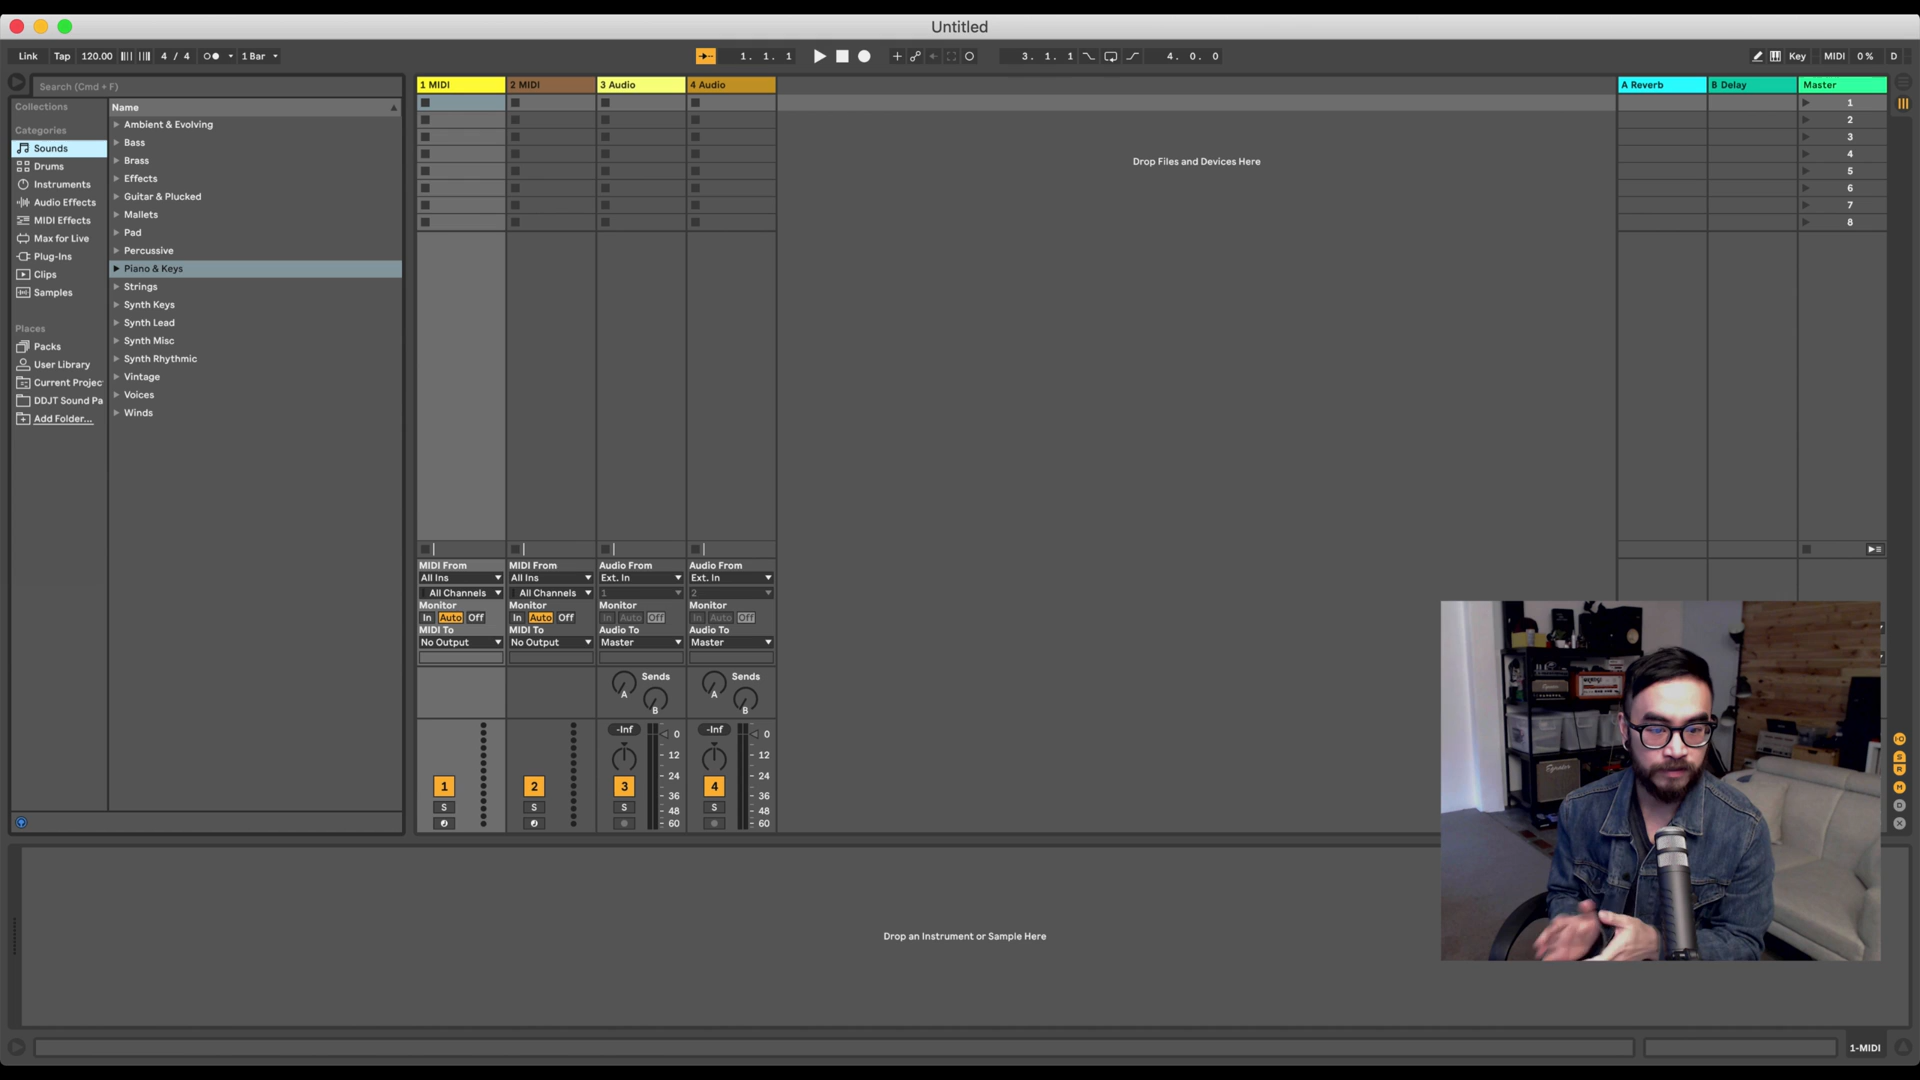 Untitled
Link Tap 120.00 4 / 4 1 Bar 1. 1. 1 3. 1. 1 4. 0. 0 Key MIDI 0 % D
Search (Cmd + F)
Collections
Categories
Sounds
Drums
Instruments
Audio Effects
MIDI Effects
Max for Live
Plug-Ins
Clips
Samples
Places
Packs
User Library
Current Projec
DDJT Sound Pa
Add Folder...
Name
Ambient & Evolving
Bass
Brass
Effects
Guitar & Plucked
Mallets
Pad
Percussive
Piano & Keys
Strings
Synth Keys
Synth Lead
Synth Misc
Synth Rhythmic
Vintage
Voices
Winds
1 MIDI 2 MIDI 3 Audio 4 Audio A Reverb B Delay Master
1
2
3
4
5
6
7
8
Drop Files and Devices Here
MIDI From MIDI From Audio From Audio From
All Ins All Ins Ext. In Ext. In
All Channels All Channels 1 2
Monitor Monitor Monitor Monitor
In Auto Off In Auto Off In Auto Off In Auto Off
MIDI To MIDI To Audio To Audio To
No Output No Output Master Master
Sends Sends
A A
B B
-Inf 0 -Inf 0
12 12
24 24
1 2 3 4
36 36
S S S S
48 48
60 60
I·O
S
R
M
D
X
Drop an Instrument or Sample Here
1-MIDI